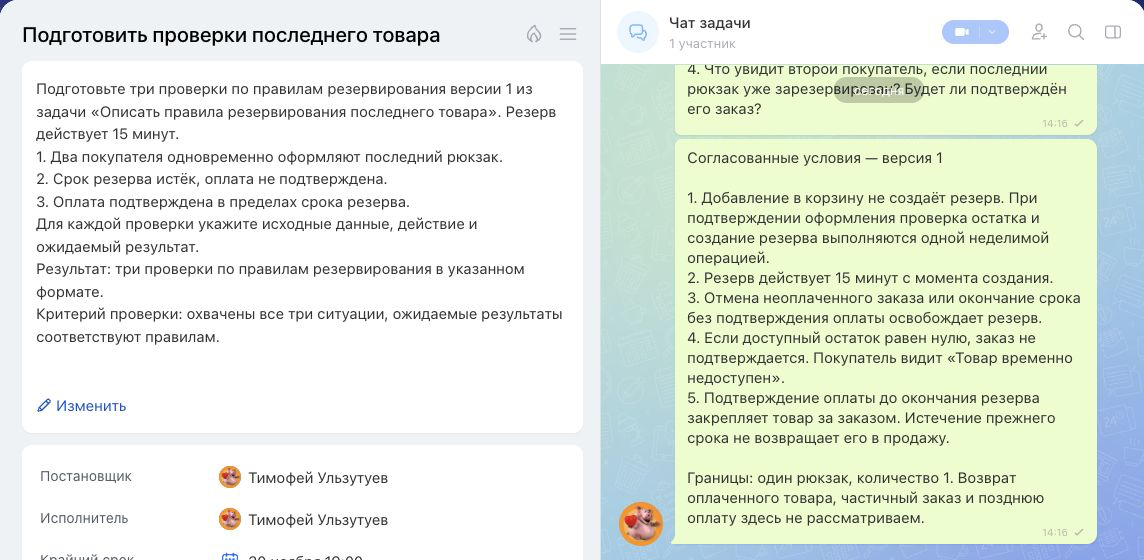 Подготовить проверки последнего товара
Подготовьте три проверки по правилам резервирования версии 1 из
задачи «Описать правила резервирования последнего товара». Резерв
действует 15 минут.
1. Два покупателя одновременно оформляют последний рюкзак.
2. Срок резерва истёк, оплата не подтверждена.
3. Оплата подтверждена в пределах срока резерва.
Для каждой проверки укажите исходные данные, действие и
ожидаемый результат.
Результат: три проверки по правилам резервирования в указанном
формате.
Критерий проверки: охвачены все три ситуации, ожидаемые результаты
соответствуют правилам.
Изменить
Постановщик
Тимофей Ульзутуев
Исполнитель
Тимофей Ульзутуев
Крайний срок
20 ноября 19:00
Чат задачи
1 участник
4. Что увидит второй покупатель, если последний
рюкзак уже зарезервирован? Будет ли подтверждён
его заказ?
14:16
Согласованные условия — версия 1
1. Добавление в корзину не создаёт резерв. При
подтверждении оформления проверка остатка и
создание резерва выполняются одной неделимой
операцией.
2. Резерв действует 15 минут с момента создания.
3. Отмена неоплаченного заказа или окончание срока
без подтверждения оплаты освобождает резерв.
4. Если доступный остаток равен нулю, заказ не
подтверждается. Покупатель видит «Товар временно
недоступен».
5. Подтверждение оплаты до окончания резерва
закрепляет товар за заказом. Истечение прежнего
срока не возвращает его в продажу.
Границы: один рюкзак, количество 1. Возврат
оплаченного товара, частичный заказ и позднюю
оплату здесь не рассматриваем.
14:16